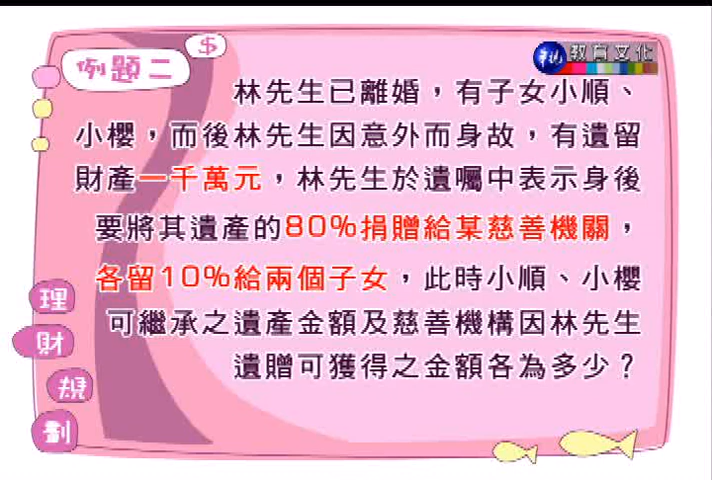 例題二
$
教育文化
林先生已離婚，有子女小順、
小櫻，而後林先生因意外而身故，有遺留
財產一千萬元，林先生於遺囑中表示身後
要將其遺產的80%捐贈給某慈善機關，
各留10%給兩個子女，此時小順、小櫻
可繼承之遺產金額及慈善機構因林先生
遺贈可獲得之金額各為多少？
理
財
規
劃